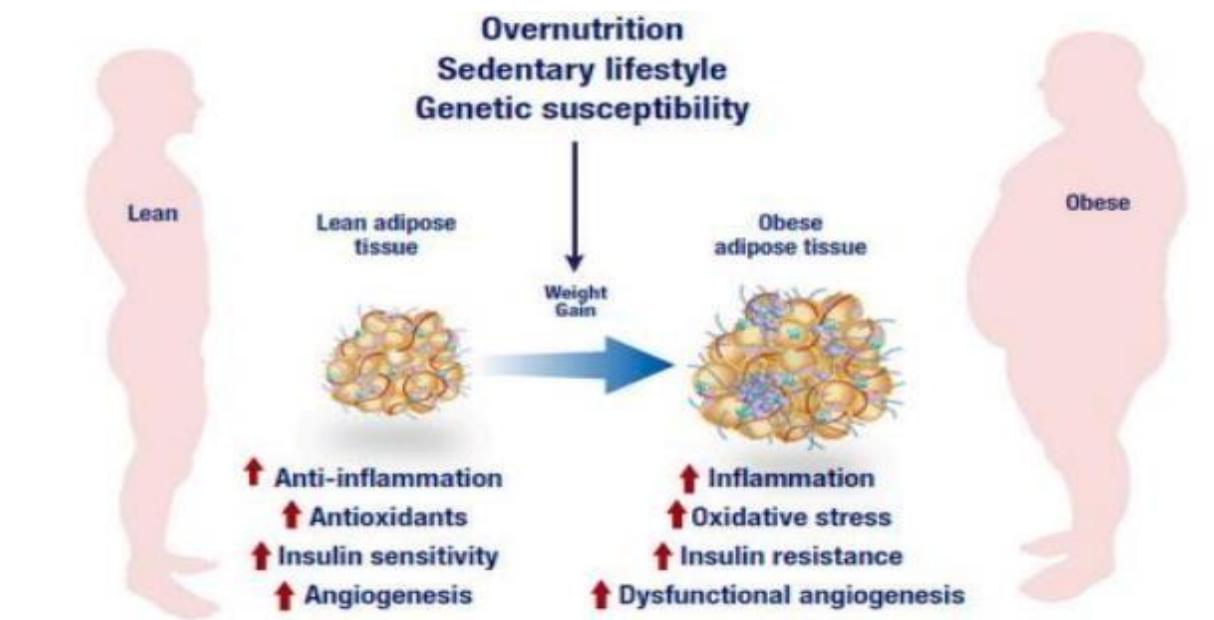 Overnutrition
Sedentary lifestyle
Genetic susceptibility
Lean
Lean adipose
tissue
Weight
Gain
Obese
adipose tissue
Obese
Anti-inflammation
Antioxidants
Insulin sensitivity
Angiogenesis
Inflammation
Oxidative stress
Insulin resistance
Dysfunctional angiogenesis